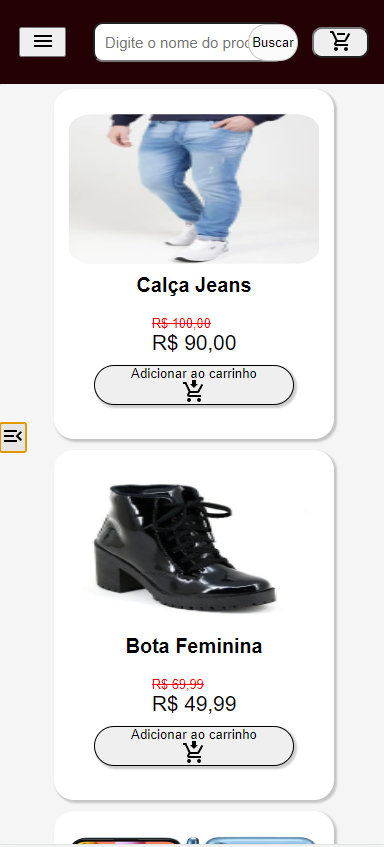 Digite o nome do prod
Buscar
Calça Jeans
R$ 100,00
R$ 90,00
Adicionar ao carrinho
Bota Feminina
R$ 69,99
R$ 49,99
Adicionar ao carrinho